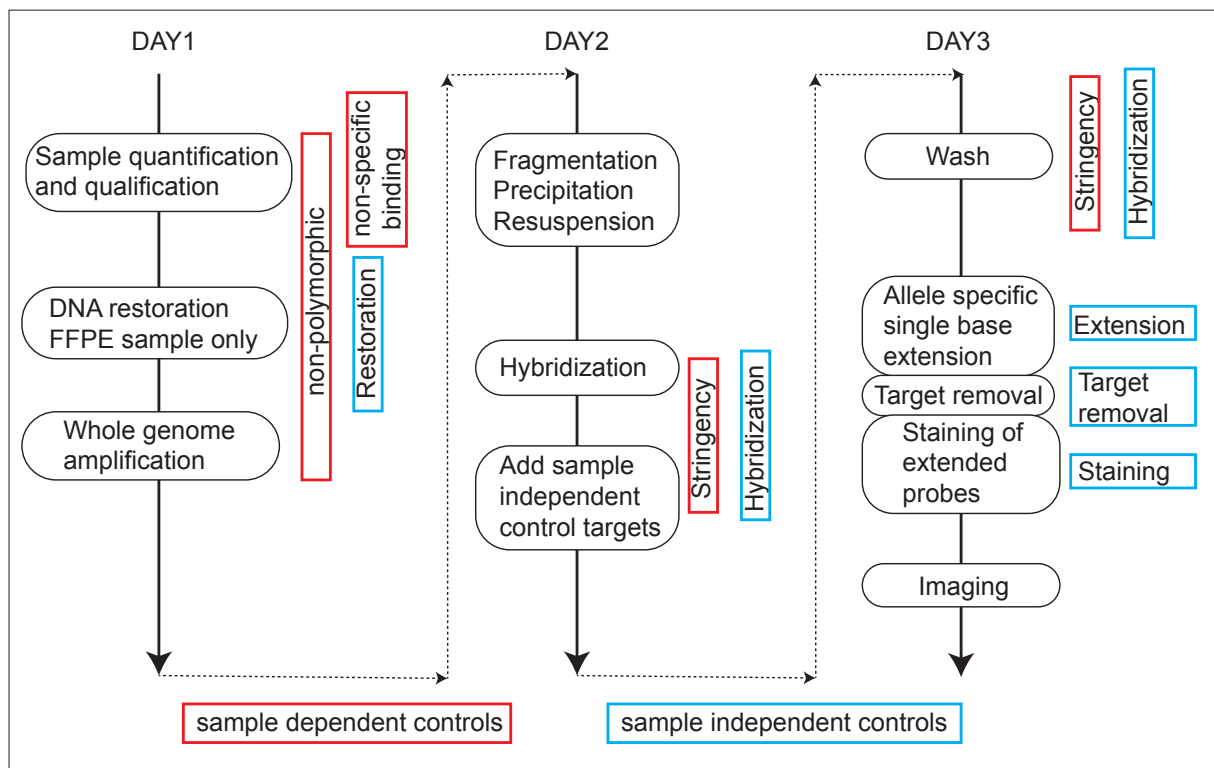 DAY1
Sample quantification
and qualification
DNA restoration
FFPE sample only
Whole genome
amplification
non-polymorphic
non-specific
binding
Restoration
DAY2
Fragmentation
Precipitation
Resuspension
Hybridization
Add sample
independent
control targets
Stringency
Hybridization
DAY3
Wash
Stringency
Hybridization
Allele specific
single base
extension
Extension
Target removal
Target
removal
Staining of
extended
probes
Staining
Imaging
sample dependent controls
sample independent controls